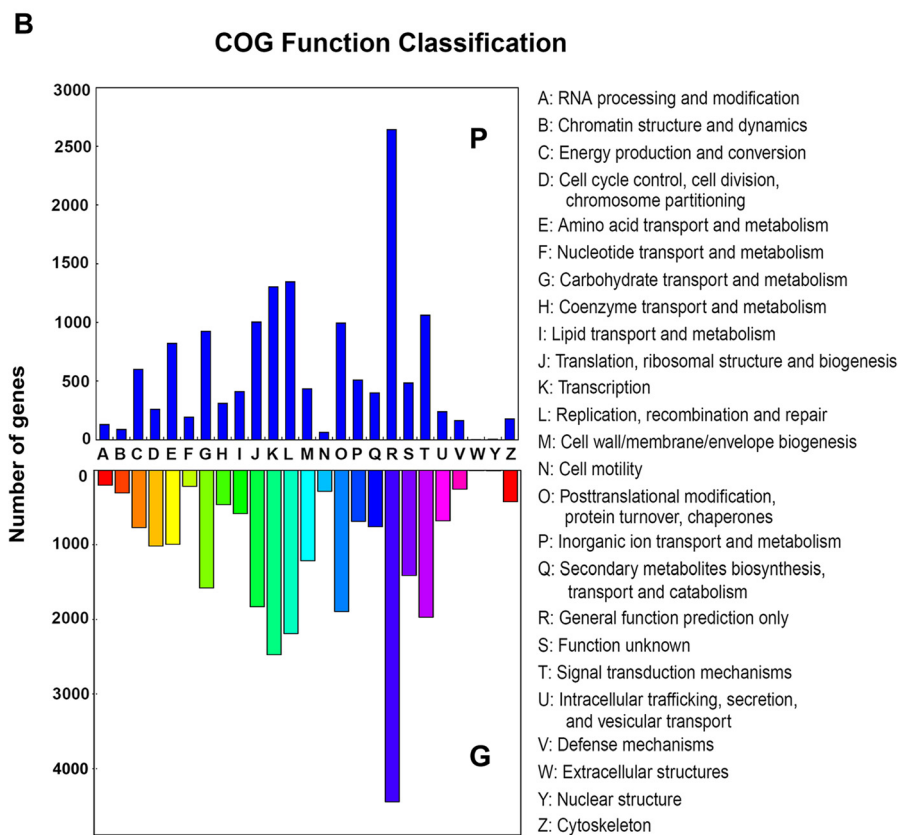 B
COG Function Classification
3000
2500
2000
1500
1000
500
0
P
A B C D E F G H I J K L M N O P Q R S T U V W Y Z
0
1000
2000
3000
4000
G
Number of genes
A: RNA processing and modification
B: Chromatin structure and dynamics
C: Energy production and conversion
D: Cell cycle control, cell division,
chromosome partitioning
E: Amino acid transport and metabolism
F: Nucleotide transport and metabolism
G: Carbohydrate transport and metabolism
H: Coenzyme transport and metabolism
I: Lipid transport and metabolism
J: Translation, ribosomal structure and biogenesis
K: Transcription
L: Replication, recombination and repair
M: Cell wall/membrane/envelope biogenesis
N: Cell motility
O: Posttranslational modification,
protein turnover, chaperones
P: Inorganic ion transport and metabolism
Q: Secondary metabolites biosynthesis,
transport and catabolism
R: General function prediction only
S: Function unknown
T: Signal transduction mechanisms
U: Intracellular trafficking, secretion,
and vesicular transport
V: Defense mechanisms
W: Extracellular structures
Y: Nuclear structure
Z: Cytoskeleton